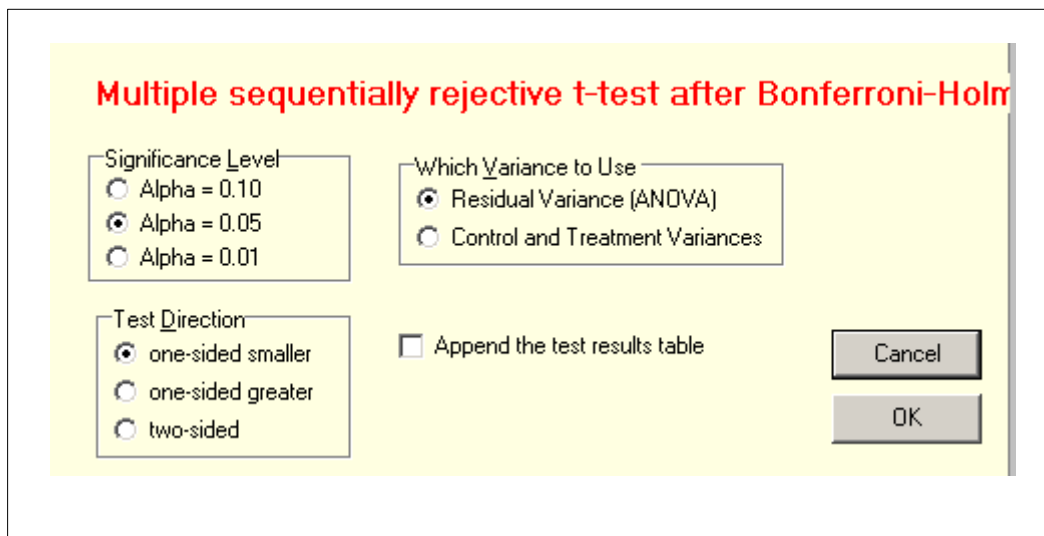 Multiple sequentially rejective t-test after Bonferroni-Holm
Significance Level
Alpha = 0.10
Alpha = 0.05
Alpha = 0.01
Which Variance to Use
Residual Variance (ANOVA)
Control and Treatment Variances
Test Direction
one-sided smaller
one-sided greater
two-sided
Append the test results table
Cancel
OK